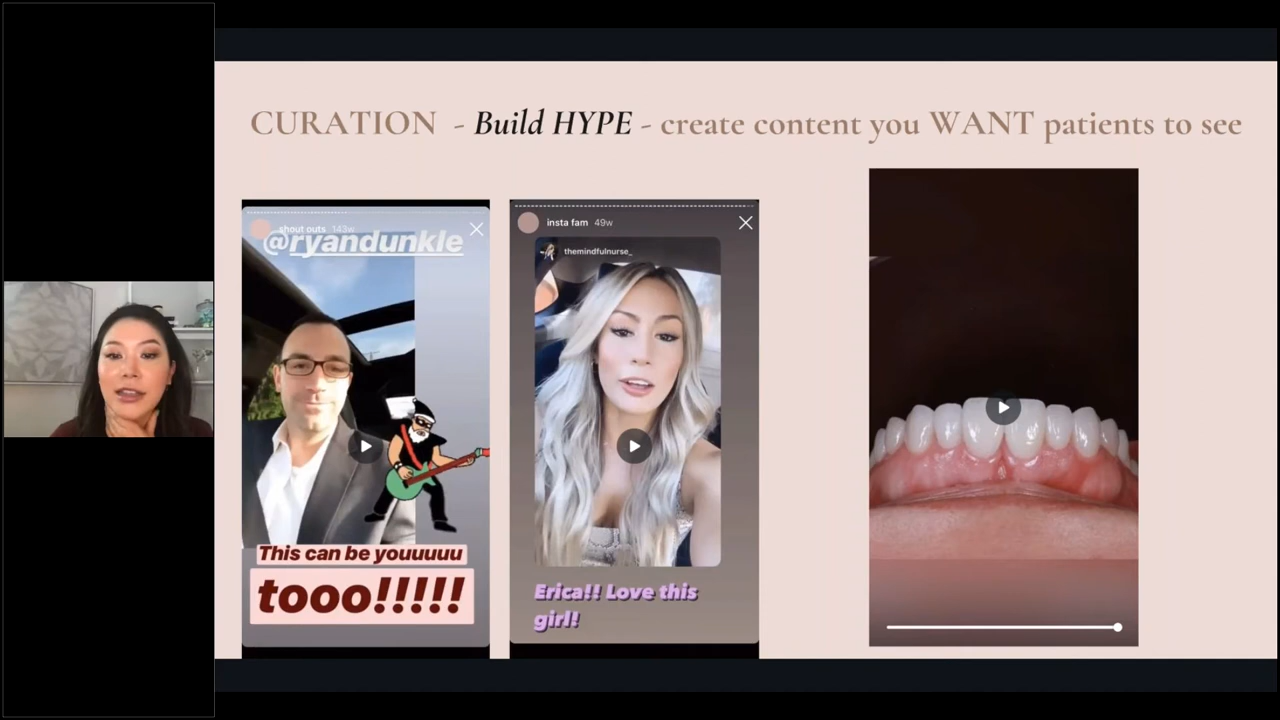 CURATION - Build HYPE - create content you WANT patients to see
shout outs 143w
@ryandunkle
This can be youuuuu
tooo!!!!!
insta fam 49w
themindfulnurse_
Erica!! Love this
girl!